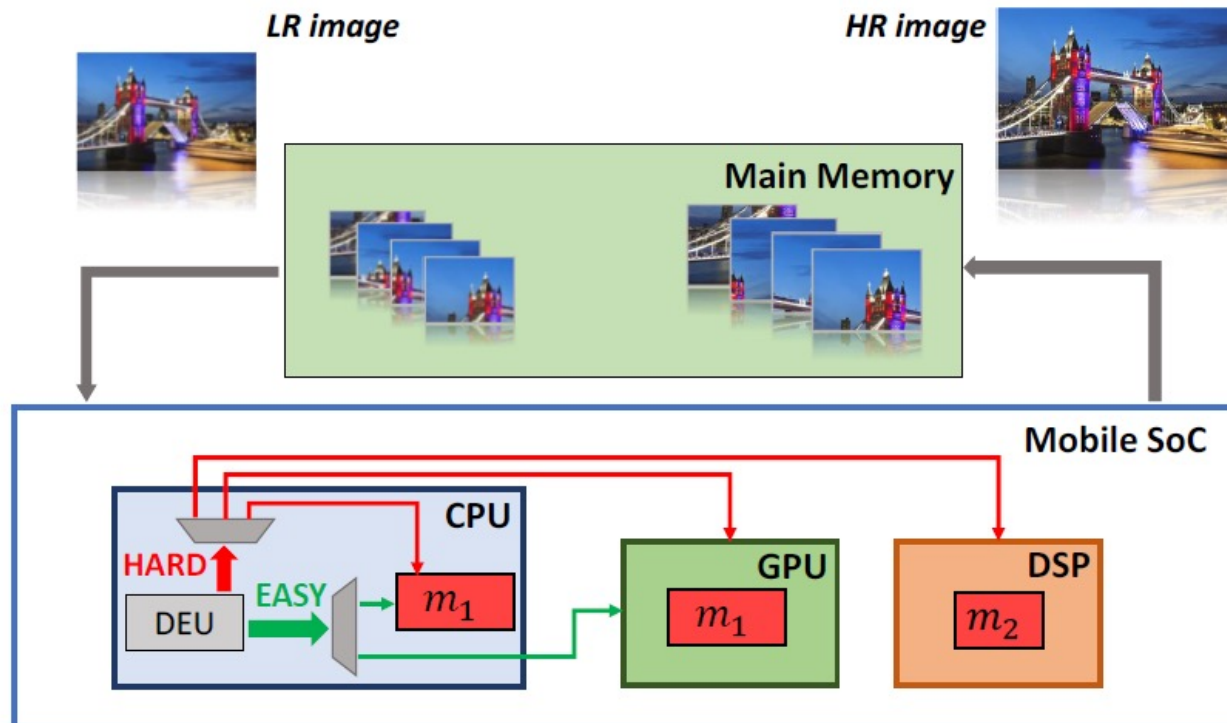 LR image
HR image
Main Memory
Mobile SoC
CPU
HARD
EASY
DEU
m₁
GPU
m₁
DSP
m₂